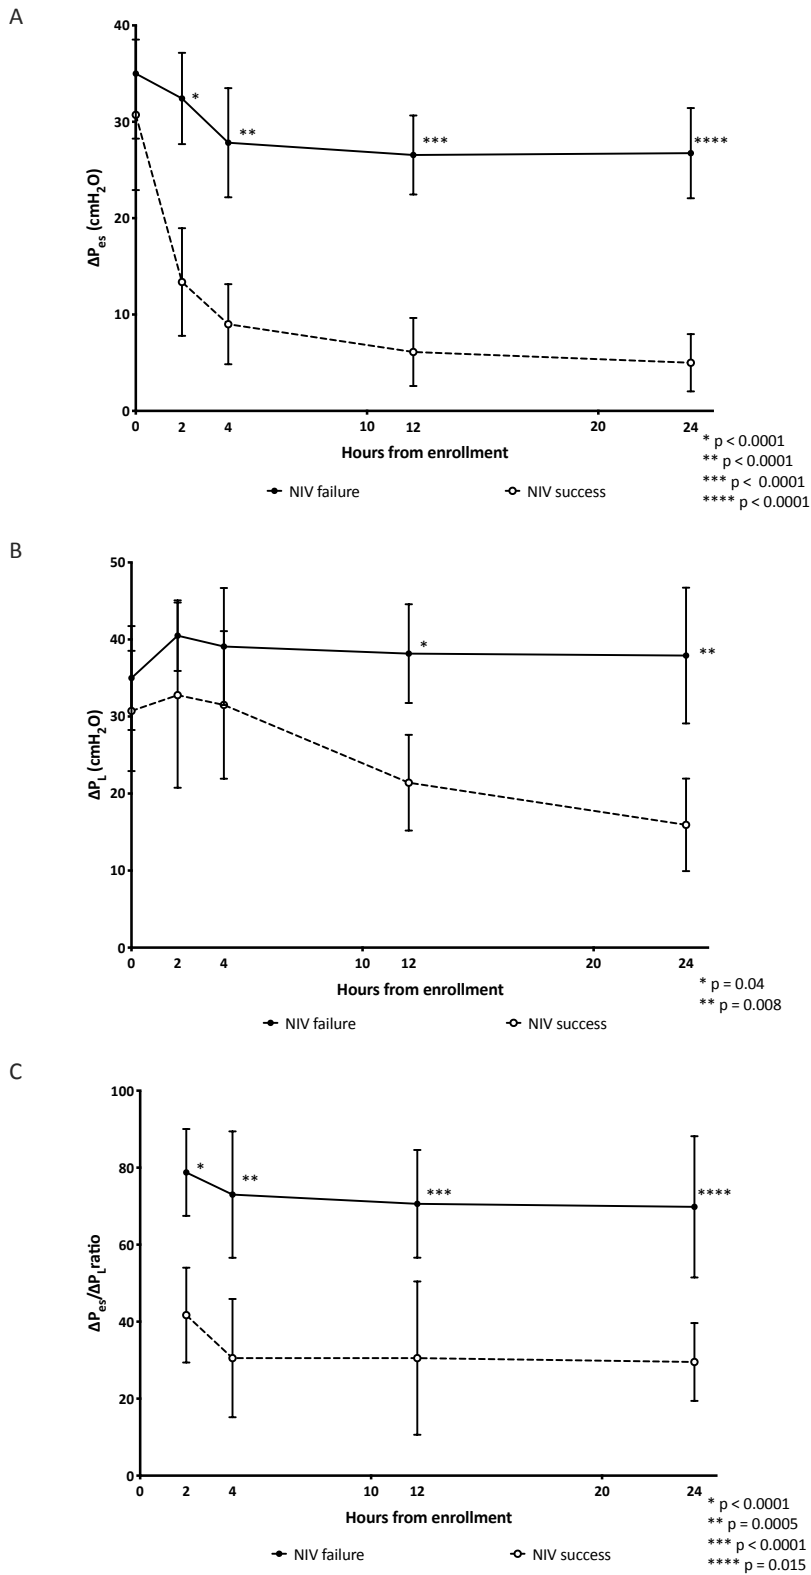 A
40
30
20
10
0
ΔPes (cmH2O)
*
**
***
****
0 2 4 10 12 20 24
Hours from enrollment
NIV failure NIV success
* p < 0.0001
** p < 0.0001
*** p < 0.0001
**** p < 0.0001
B
50
40
30
20
10
0
ΔPL (cmH2O)
*
**
0 2 4 10 12 20 24
Hours from enrollment
NIV failure NIV success
* p = 0.04
** p = 0.008
C
100
80
60
40
20
0
ΔPes/ΔPL ratio
*
**
***
****
0 2 4 10 12 20 24
Hours from enrollment
NIV failure NIV success
* p < 0.0001
** p = 0.0005
*** p < 0.0001
**** p = 0.015